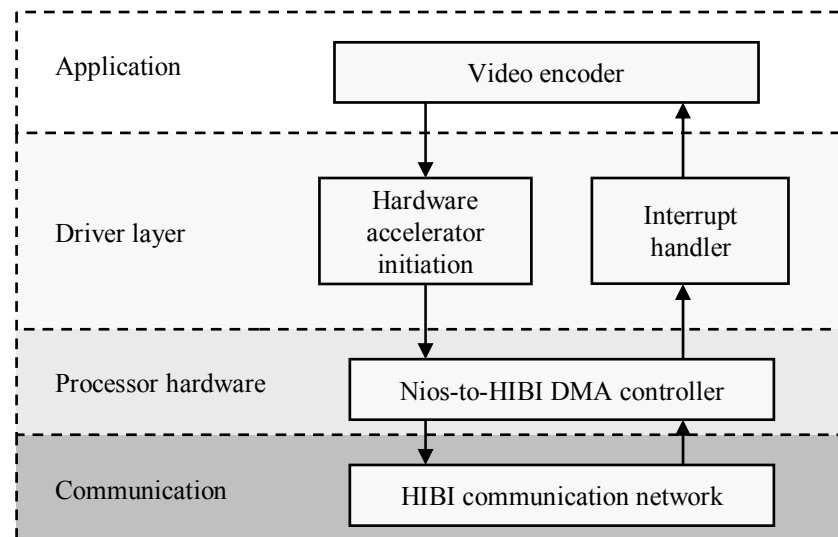 Application
Video encoder
Driver layer
Hardware
accelerator
initiation
Interrupt
handler
Processor hardware
Nios-to-HIBI DMA controller
Communication
HIBI communication network